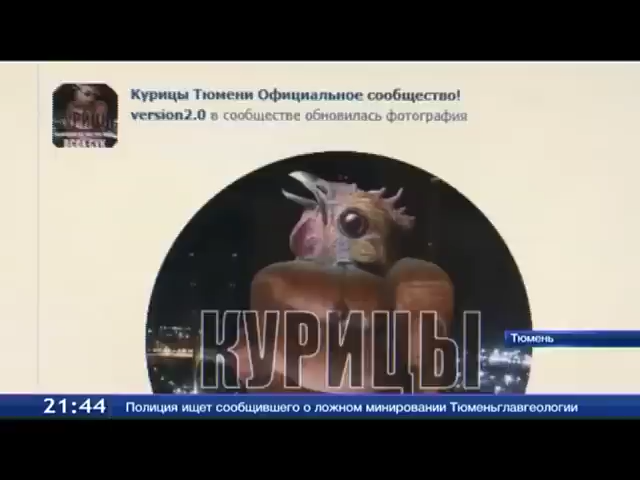 Курицы Тюмени Официальное сообщество!
version2.0 в сообществе обновилась фотография
КУРИЦЫ
КУРИЦЫ
Тюмень
21:44 Полиция ищет сообщившего о ложном минировании Тюменьглавгеологии